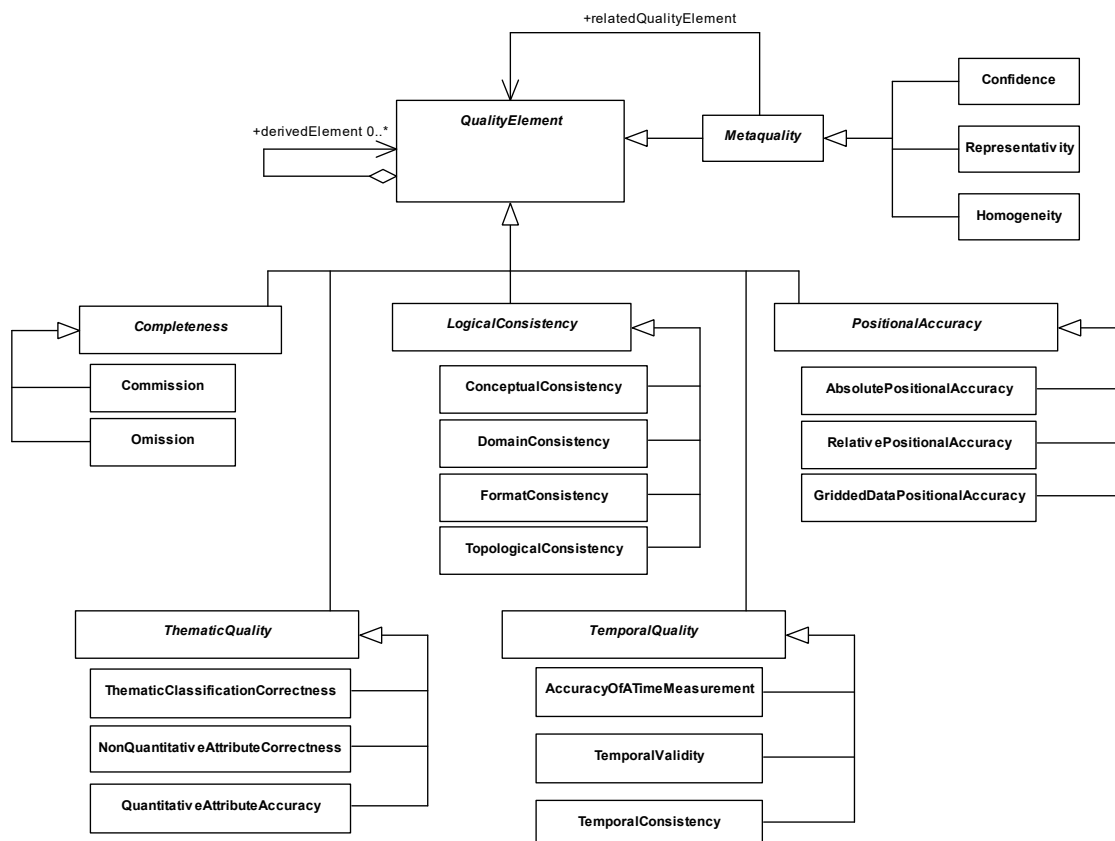 +relatedQualityElement
QualityElement
+derivedElement 0..*
Metaquality
Confidence
Representativity
Homogeneity
Completeness
Commission
Omission
LogicalConsistency
ConceptualConsistency
DomainConsistency
FormatConsistency
TopologicalConsistency
PositionalAccuracy
AbsolutePositionalAccuracy
RelativePositionalAccuracy
GriddedDataPositionalAccuracy
ThematicQuality
ThematicClassificationCorrectness
NonQuantitativeAttributeCorrectness
QuantitativeAttributeAccuracy
TemporalQuality
AccuracyOfATimeMeasurement
TemporalValidity
TemporalConsistency